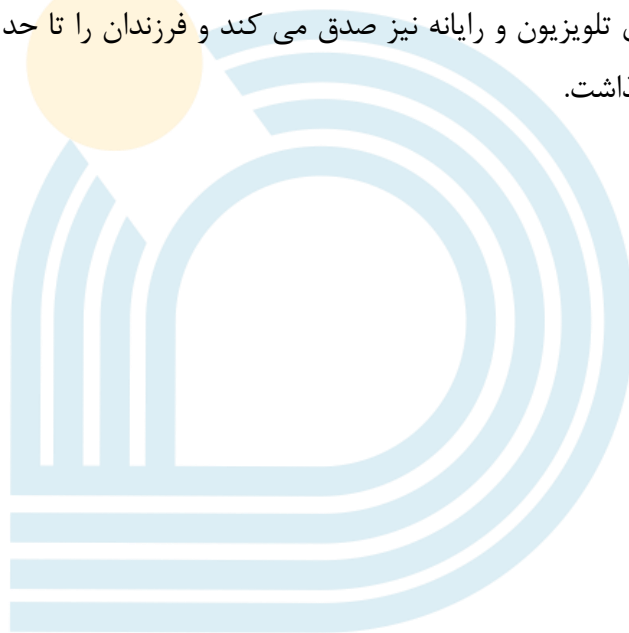 تلویزیون و رایانه نیز صدق می کند و فرزندان را تا حد